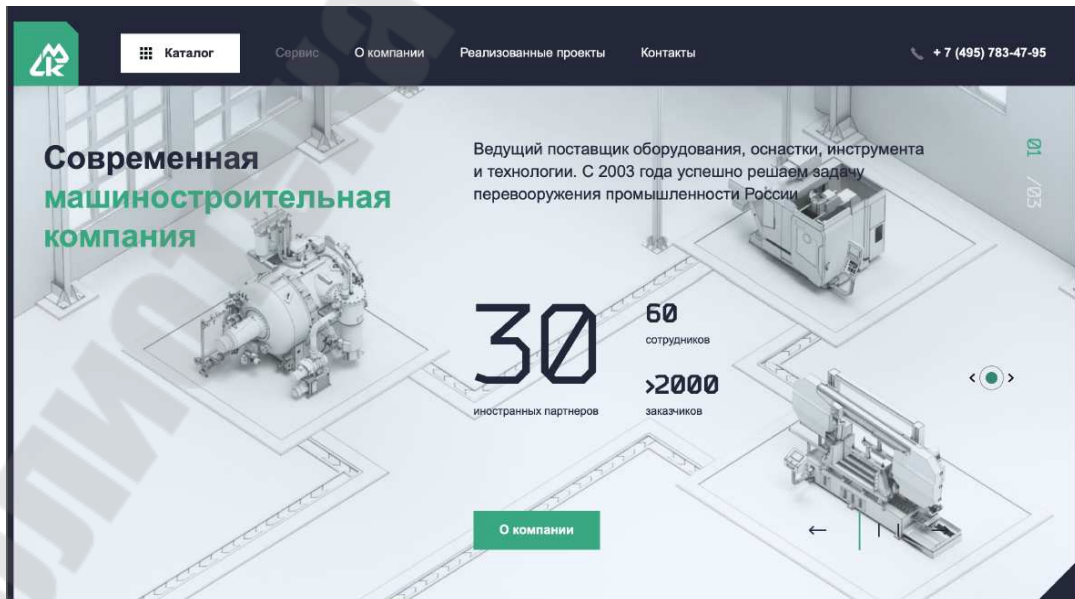 МСК
Каталог
Сервис
О компании
Реализованные проекты
Контакты
+ 7 (495) 783-47-95
Современная
машиностроительная
компания
Ведущий поставщик оборудования, оснастки, инструмента
и технологии. С 2003 года успешно решаем задачу
перевооружения промышленности России
01 /03
30
иностранных партнеров
60
сотрудников
>2000
заказчиков
О компании